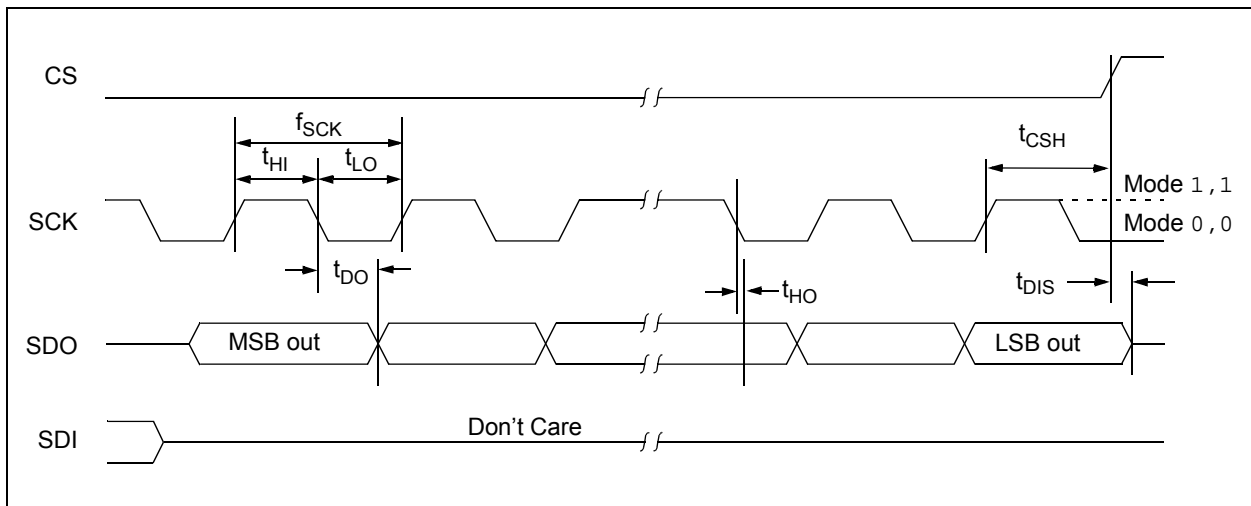 CS
f_SCK
t_HI
t_LO
t_CSH
SCK
Mode 1,1
Mode 0,0
t_DO
t_HO
t_DIS
SDO
MSB out
LSB out
SDI
Don't Care